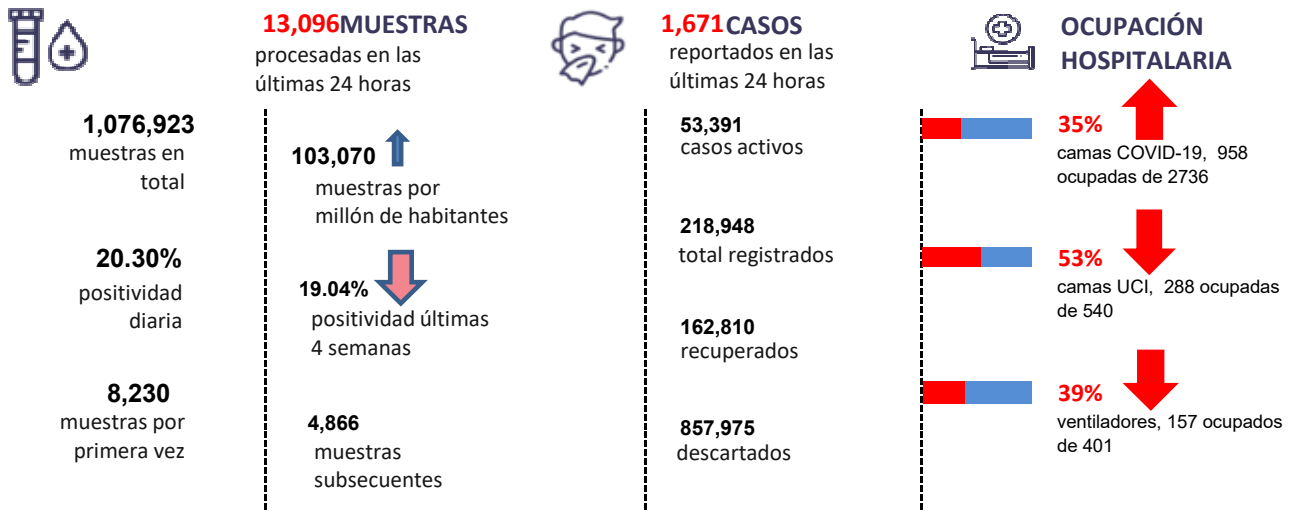 13,096MUESTRAS
procesadas en las
últimas 24 horas
1,076,923
muestras en
total
20.30%
positividad
diaria
8,230
muestras por
primera vez
103,070
muestras por
millón de habitantes
19.04%
positividad últimas
4 semanas
4,866
muestras
subsecuentes
1,671CASOS
reportados en las
últimas 24 horas
53,391
casos activos
218,948
total registrados
162,810
recuperados
857,975
descartados
OCUPACIÓN
HOSPITALARIA
35%
camas COVID-19, 958
ocupadas de 2736
53%
camas UCI, 288 ocupadas
de 540
39%
ventiladores, 157 ocupados
de 401